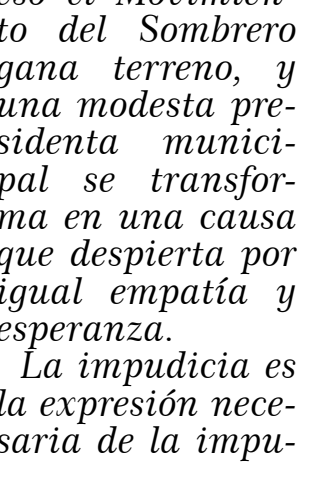 eso el Movimien-
to del Sombrero
gana terreno, y
una modesta pre-
sidenta munici-
pal se transfor-
ma en una causa
que despierta por
igual empatía y
esperanza.
La impudicia es
la expresión nece-
saria de la impu-